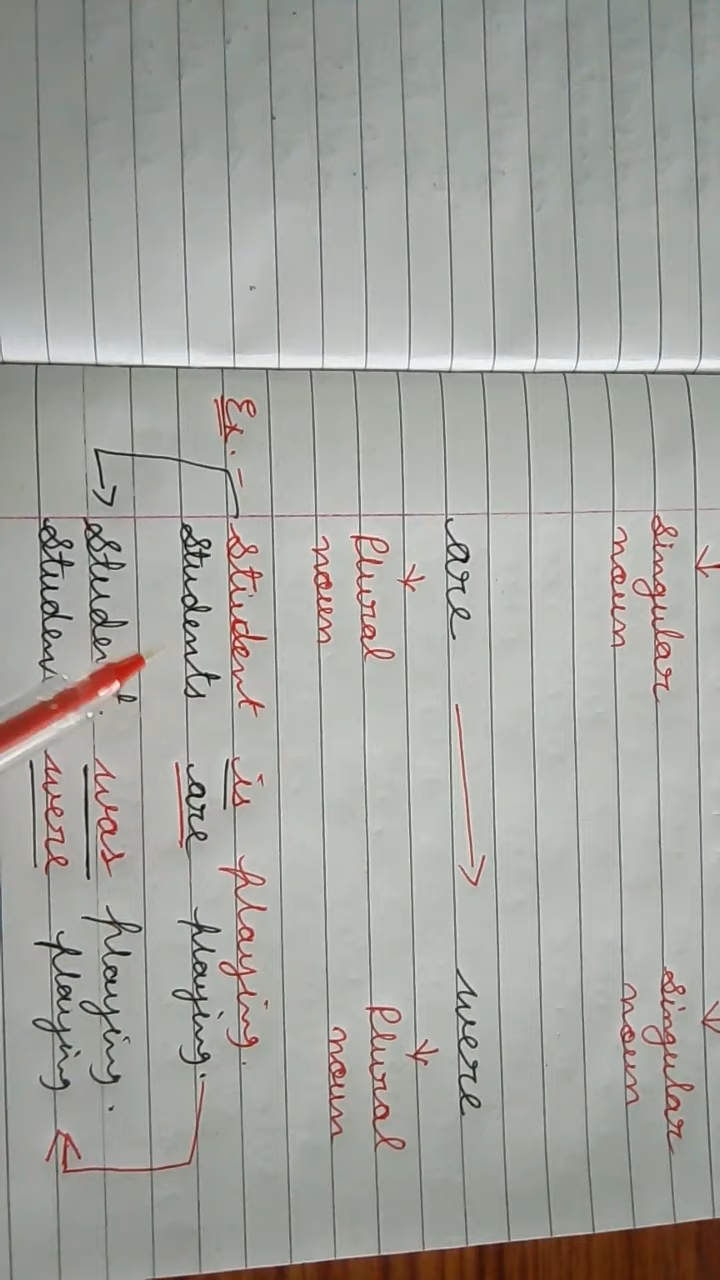 ↓ ↓
singular singular
noun noun
are → were
↓ ↓
Plural Plural
noun noun
Ex.- Student is playing.
Students are playing.
→ Student was playing.
were playing